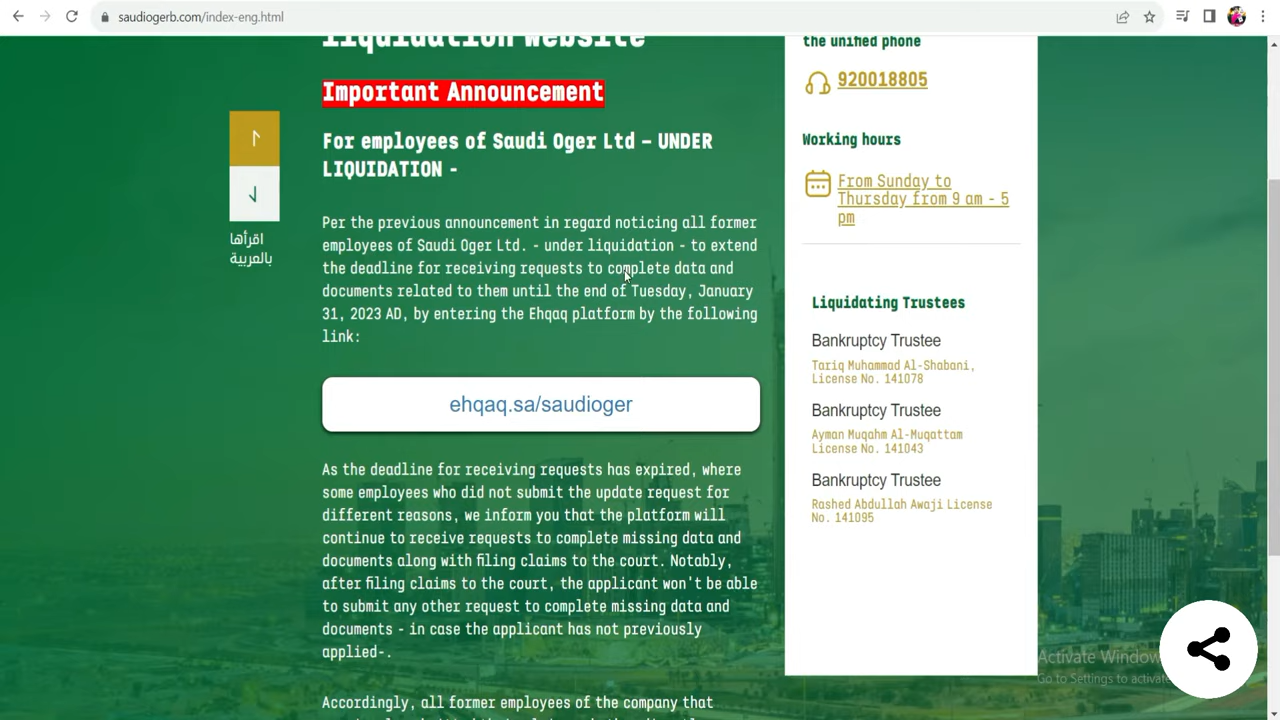 saudiogerb.com/index-eng.html
liquidation website
Important Announcement
For employees of Saudi Oger Ltd – UNDER
LIQUIDATION -
Per the previous announcement in regard noticing all former
employees of Saudi Oger Ltd. - under liquidation - to extend
the deadline for receiving requests to complete data and
documents related to them until the end of Tuesday, January
31, 2023 AD, by entering the Ehqaq platform by the following
link:
ehqaq.sa/saudioger
As the deadline for receiving requests has expired, where
some employees who did not submit the update request for
different reasons, we inform you that the platform will
continue to receive requests to complete missing data and
documents along with filing claims to the court. Notably,
after filing claims to the court, the applicant won't be able
to submit any other request to complete missing data and
documents - in case the applicant has not previously
applied-.
Accordingly, all former employees of the company that
اقرأها
بالعربية
the unified phone
920018805
Working hours
From Sunday to
Thursday from 9 am - 5
pm
Liquidating Trustees
Bankruptcy Trustee
Tariq Muhammad Al-Shabani,
License No. 141078
Bankruptcy Trustee
Ayman Muqahm Al-Muqattam
License No. 141043
Bankruptcy Trustee
Rashed Abdullah Awaji License
No. 141095
Activate Window
Go to Settings to activate